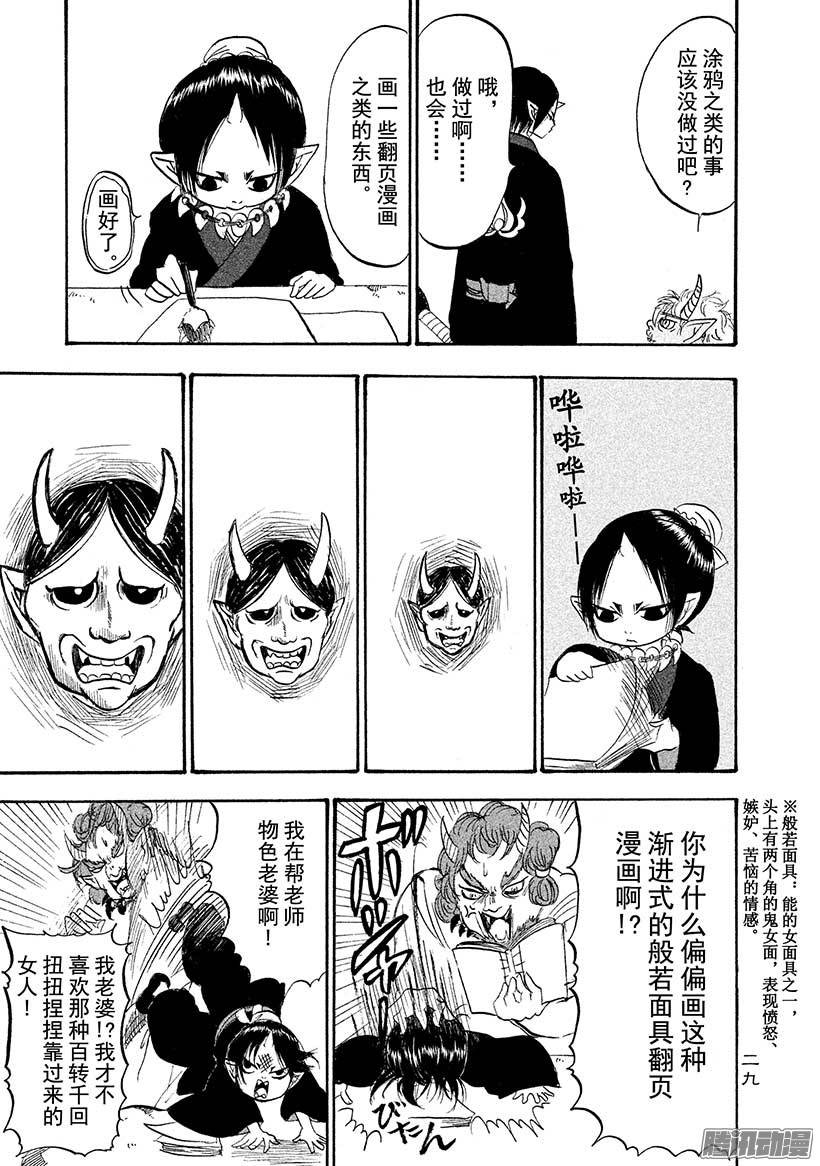 涂鸦之类的事
应该没做过吧?
哦，
做过啊……
也会……
画一些翻页漫画
之类的东西。
画好了。
哗啦哗啦——
你为什么偏偏画这种
渐进式的般若面具翻页
漫画啊!?
ボガッ!
びたん
我在帮老师
物色老婆啊!
我老婆!?我才不
喜欢那种百转千回
扭扭捏捏靠过来的
女人!
※般若面具：能的女面具之一，
头上有两个角的鬼女面，表现愤怒、
嫉妒、苦恼的情感。
二九
腾讯动漫